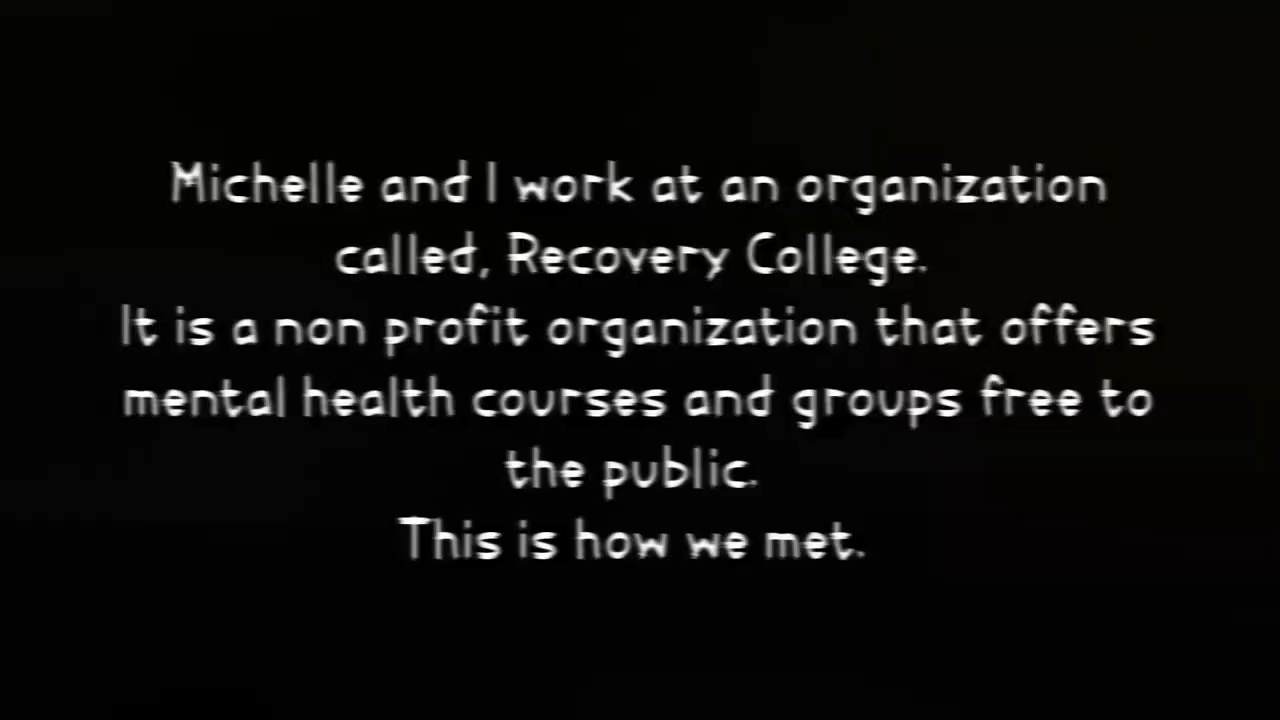 Michelle and I work at an organization
called, Recovery College.
It is a non profit organization that offers
mental health courses and groups free to
the public.
This is how we met.